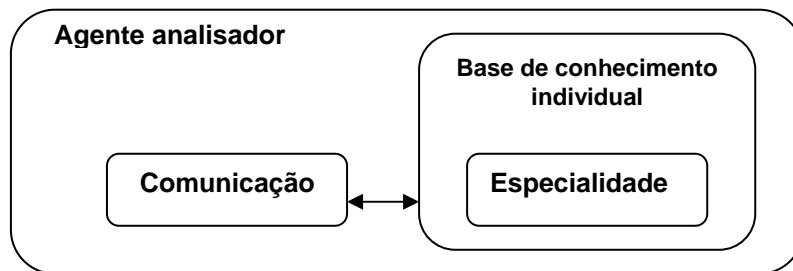 Agente analisador
Base de conhecimento
individual
Comunicação
Especialidade